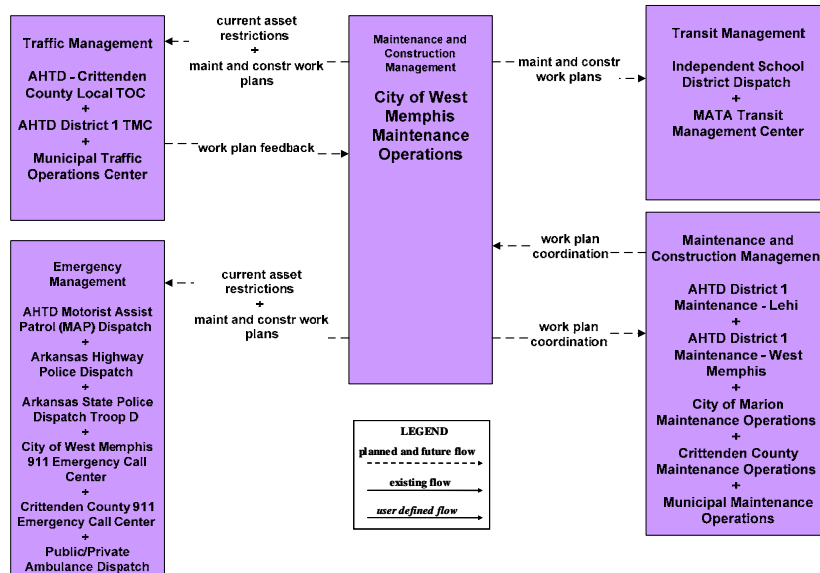 Traffic Management
AHTD - Crittenden
County Local TOC
+
AHTD District 1 TMC
+
Municipal Traffic
Operations Center
current asset
restrictions
+
maint and constr work
plans
work plan feedback
Maintenance and
Construction
Management
City of West
Memphis
Maintenance
Operations
maint and constr
work plans
Transit Management
Independent School
District Dispatch
+
MATA Transit
Management Center
Emergency
Management
AHTD Motorist Assist
Patrol (MAP) Dispatch
+
Arkansas Highway
Police Dispatch
+
Arkansas State Police
Dispatch Troop D
+
City of West Memphis
911 Emergency Call
Center
+
Crittenden County 911
Emergency Call Center
+
Public/Private
Ambulance Dispatch
current asset
restrictions
+
maint and constr work
plans
work plan
coordination
work plan
coordination
Maintenance and
Construction Management
AHTD District 1
Maintenance - Lehi
+
AHTD District 1
Maintenance - West
Memphis
+
City of Marion
Maintenance Operations
+
Crittenden County
Maintenance Operations
+
Municipal Maintenance
Operations
LEGEND
planned and future flow
existing flow
user defined flow